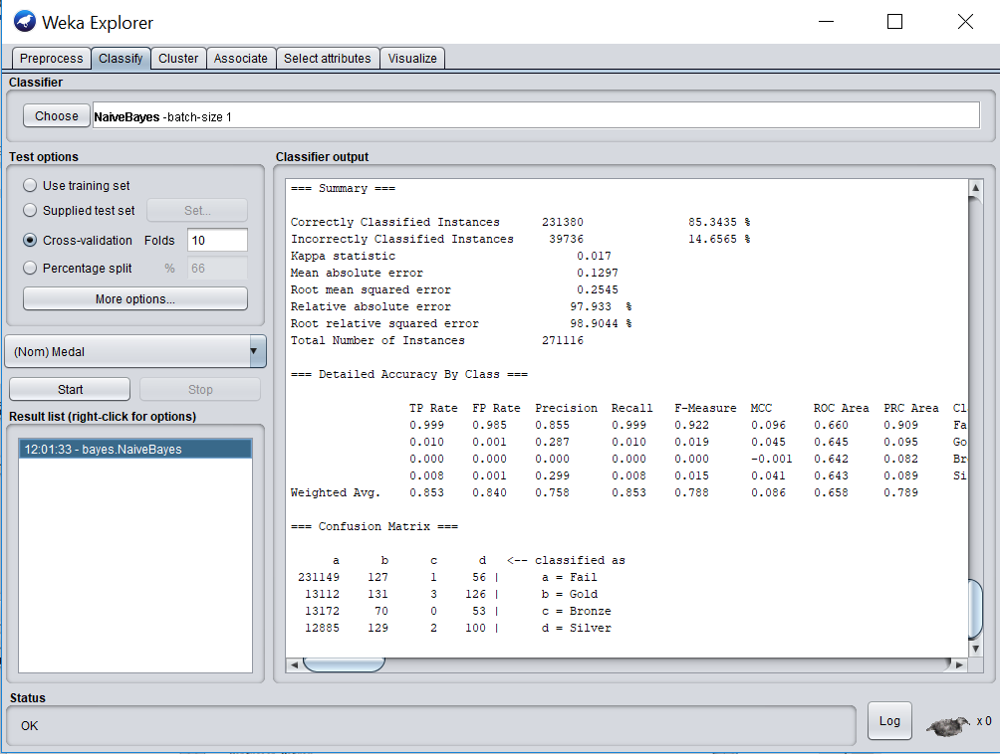 Weka Explorer
Preprocess Classify Cluster Associate Select attributes Visualize
Classifier
Choose NaiveBayes -batch-size 1
Test options
Use training set
Supplied test set Set...
Cross-validation Folds 10
Percentage split % 66
More options...
(Nom) Medal
Start Stop
Result list (right-click for options)
12:01:33 - bayes.NaiveBayes
Classifier output
=== Summary ===
Correctly Classified Instances 231380 85.3435 %
Incorrectly Classified Instances 39736 14.6565 %
Kappa statistic 0.017
Mean absolute error 0.1297
Root mean squared error 0.2545
Relative absolute error 97.933 %
Root relative squared error 98.9044 %
Total Number of Instances 271116
=== Detailed Accuracy By Class ===
TP Rate FP Rate Precision Recall F-Measure MCC ROC Area PRC Area Cl
0.999 0.985 0.855 0.999 0.922 0.096 0.660 0.909 Fa
0.010 0.001 0.287 0.010 0.019 0.045 0.645 0.095 Go
0.000 0.000 0.000 0.000 0.000 -0.001 0.642 0.082 Br
0.008 0.001 0.299 0.008 0.015 0.041 0.643 0.089 Si
Weighted Avg. 0.853 0.840 0.758 0.853 0.788 0.086 0.658 0.789
=== Confusion Matrix ===
a b c d <-- classified as
231149 127 1 56 | a = Fail
13112 131 3 126 | b = Gold
13172 70 0 53 | c = Bronze
12885 129 2 100 | d = Silver
Status
OK
Log
x 0